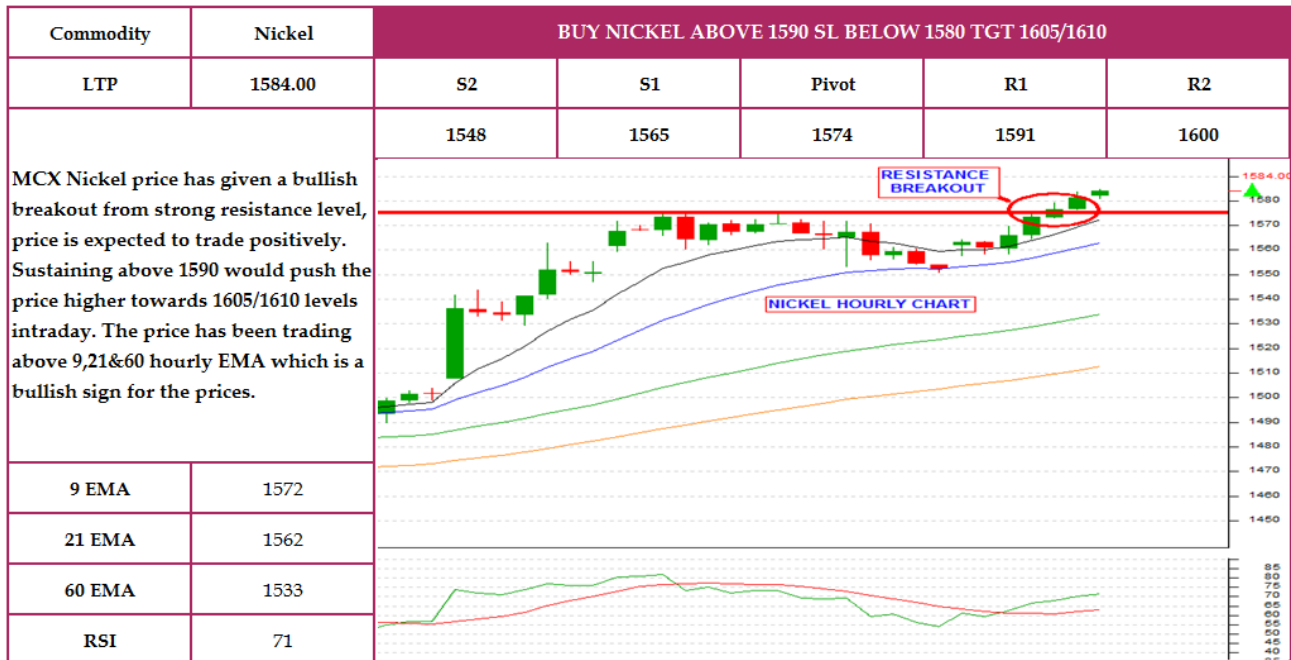 Commodity Nickel BUY NICKEL ABOVE 1590 SL BELOW 1580 TGT 1605/1610
LTP 1584.00 S2 S1 Pivot R1 R2
1548 1565 1574 1591 1600
MCX Nickel price has given a bullish
breakout from strong resistance level,
price is expected to trade positively.
Sustaining above 1590 would push the
price higher towards 1605/1610 levels
intraday. The price has been trading
above 9,21&60 hourly EMA which is a
bullish sign for the prices.
9 EMA 1572
21 EMA 1562
60 EMA 1533
RSI 71
RESISTANCE
BREAKOUT
NICKEL HOURLY CHART
1584.00
1580
1570
1560
1550
1540
1530
1520
1510
1500
1490
1480
1470
1460
1450
85
80
75
70
65
60
55
50
45
40